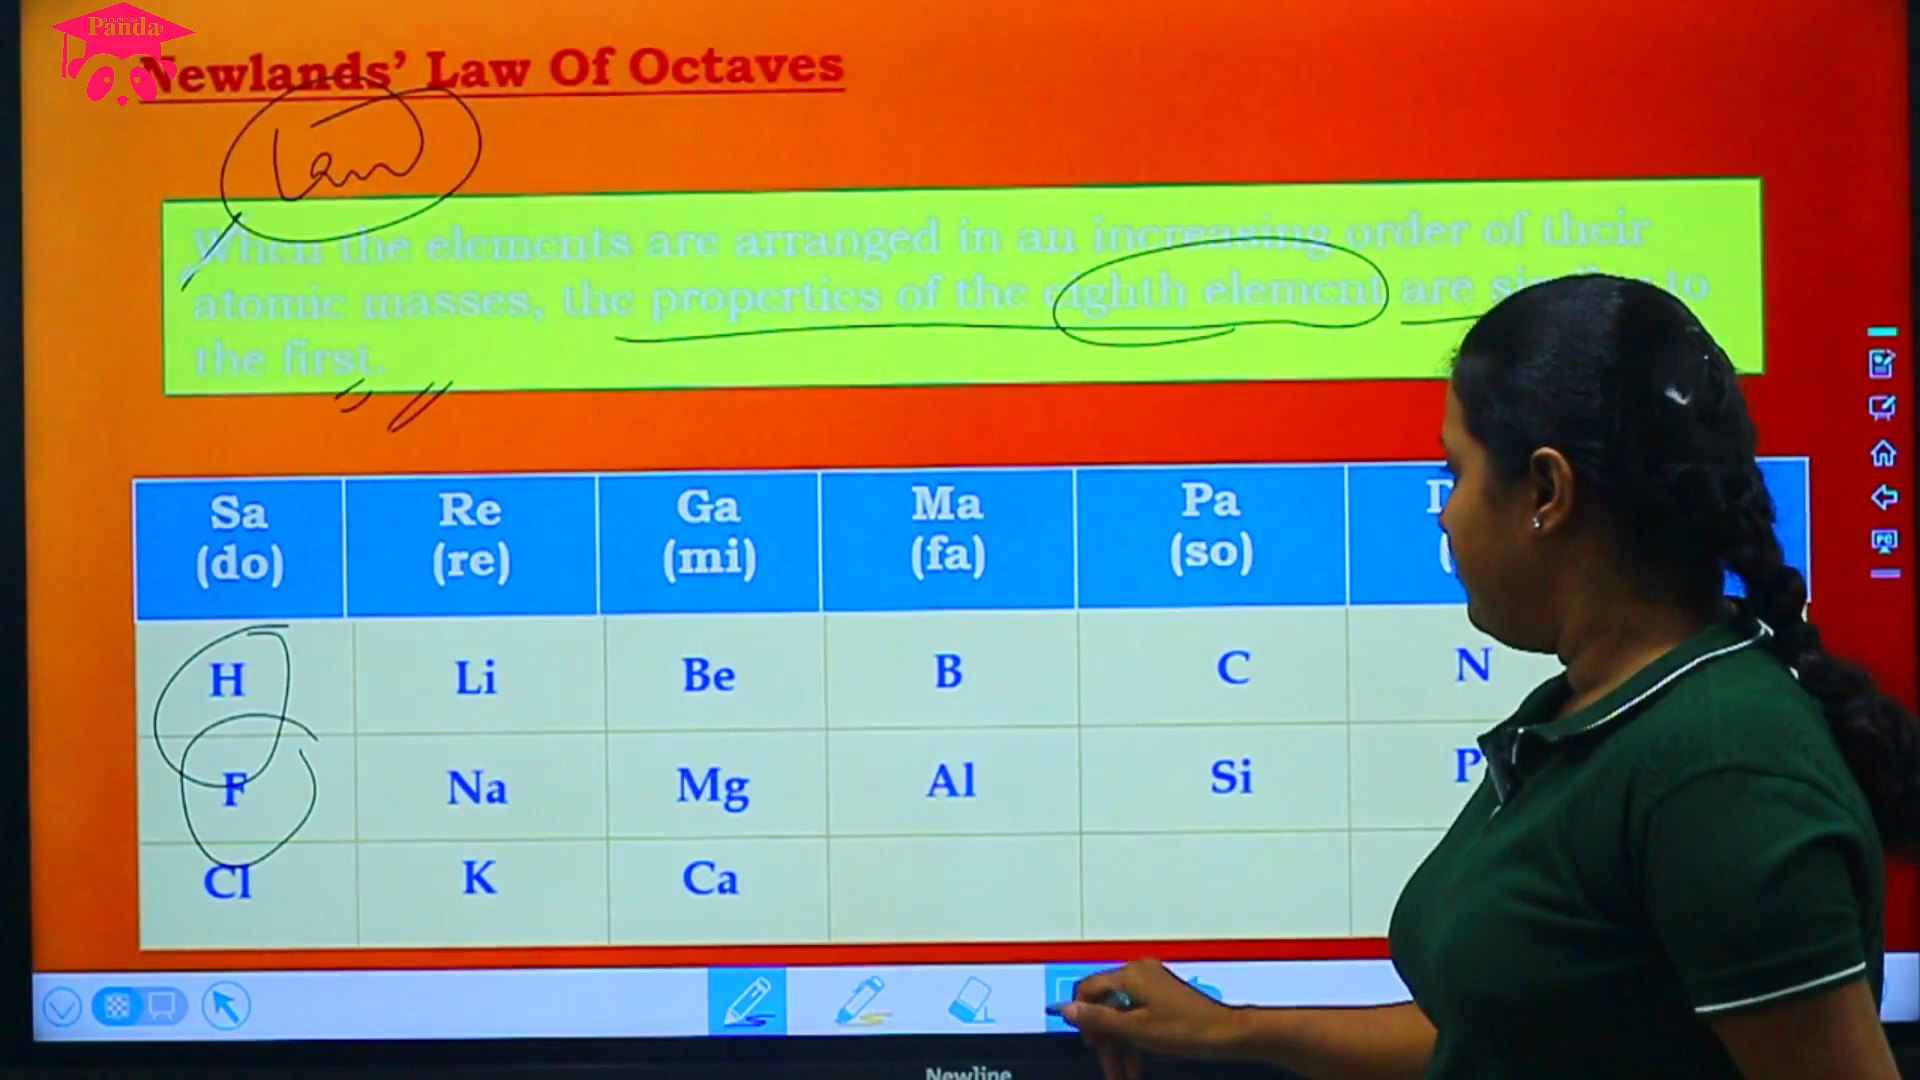 Panda
Newlands' Law Of Octaves
Law
When the elements are arranged in an increasing order of their
atomic masses, the properties of the eighth element are to
the first.
Sa Re Ga Ma Pa
(do) (re) (mi) (fa) (so)
H Li Be B C N
F Na Mg Al Si P
Cl K Ca
PC
Newline